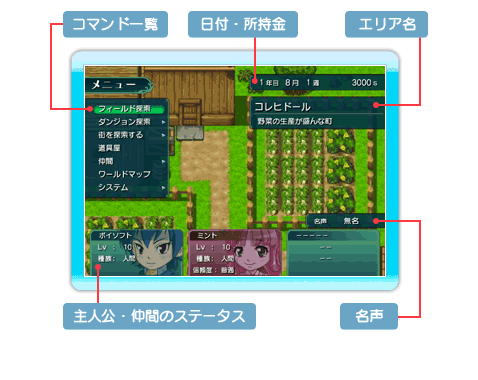 コマンド一覧
日付・所持金
エリア名
メニュー
1年目 8月 1週 3000 s
コレヒドール
野菜の生産が盛んな町
フィールド探索
ダンジョン探索
街を探索する
道具屋
仲間
ワールドマップ
システム
名声 無名
ボイソフト
Lv : 10
種族: 人間
ミント
Lv : 10
種族: 人間
信頼度: 普通
－－－－－
－－
－－
主人公・仲間のステータス
名声